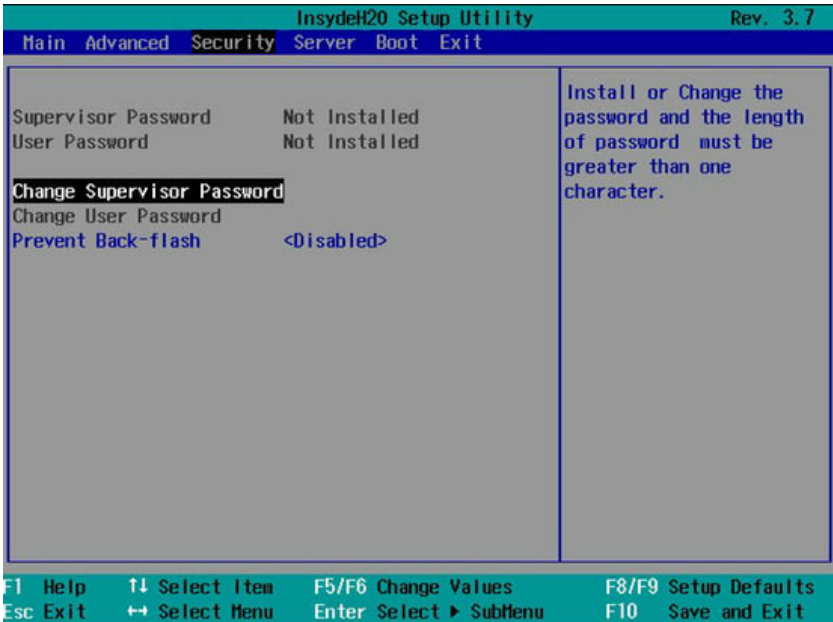 InsydeH20 Setup Utility Rev. 3.7
Main Advanced Security Server Boot Exit
Supervisor Password Not Installed
User Password Not Installed
Change Supervisor Password
Change User Password
Prevent Back-flash <Disabled>
Install or Change the
password and the length
of password must be
greater than one
character.
F1 Help ↑↓ Select Item F5/F6 Change Values F8/F9 Setup Defaults
Esc Exit ↔ Select Menu Enter Select ▶ SubMenu F10 Save and Exit